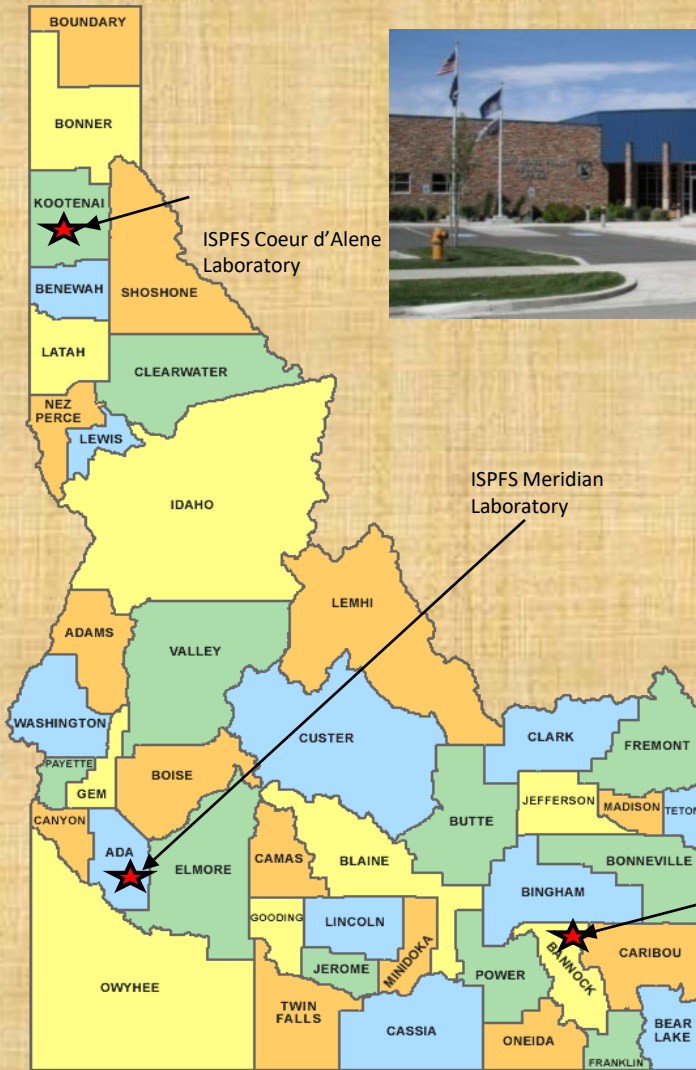 BOUNDARY
BONNER
KOOTENAI
ISPFS Coeur d'Alene
Laboratory
BENEWAH
SHOSHONE
LATAH
CLEARWATER
NEZ
PERCE
LEWIS
ISPFS Meridian
Laboratory
IDAHO
LEMHI
ADAMS
VALLEY
WASHINGTON
CUSTER
CLARK
FREMONT
PAYETTE
BOISE
GEM
JEFFERSON
MADISON
TETON
CANYON
BUTTE
ADA
ELMORE
CAMAS
BLAINE
BONNEVILLE
BINGHAM
GOODING
LINCOLN
MINIDOKA
BANNOCK
CARIBOU
JEROME
POWER
OWYHEE
TWIN
FALLS
CASSIA
ONEIDA
BEAR
LAKE
FRANKLIN